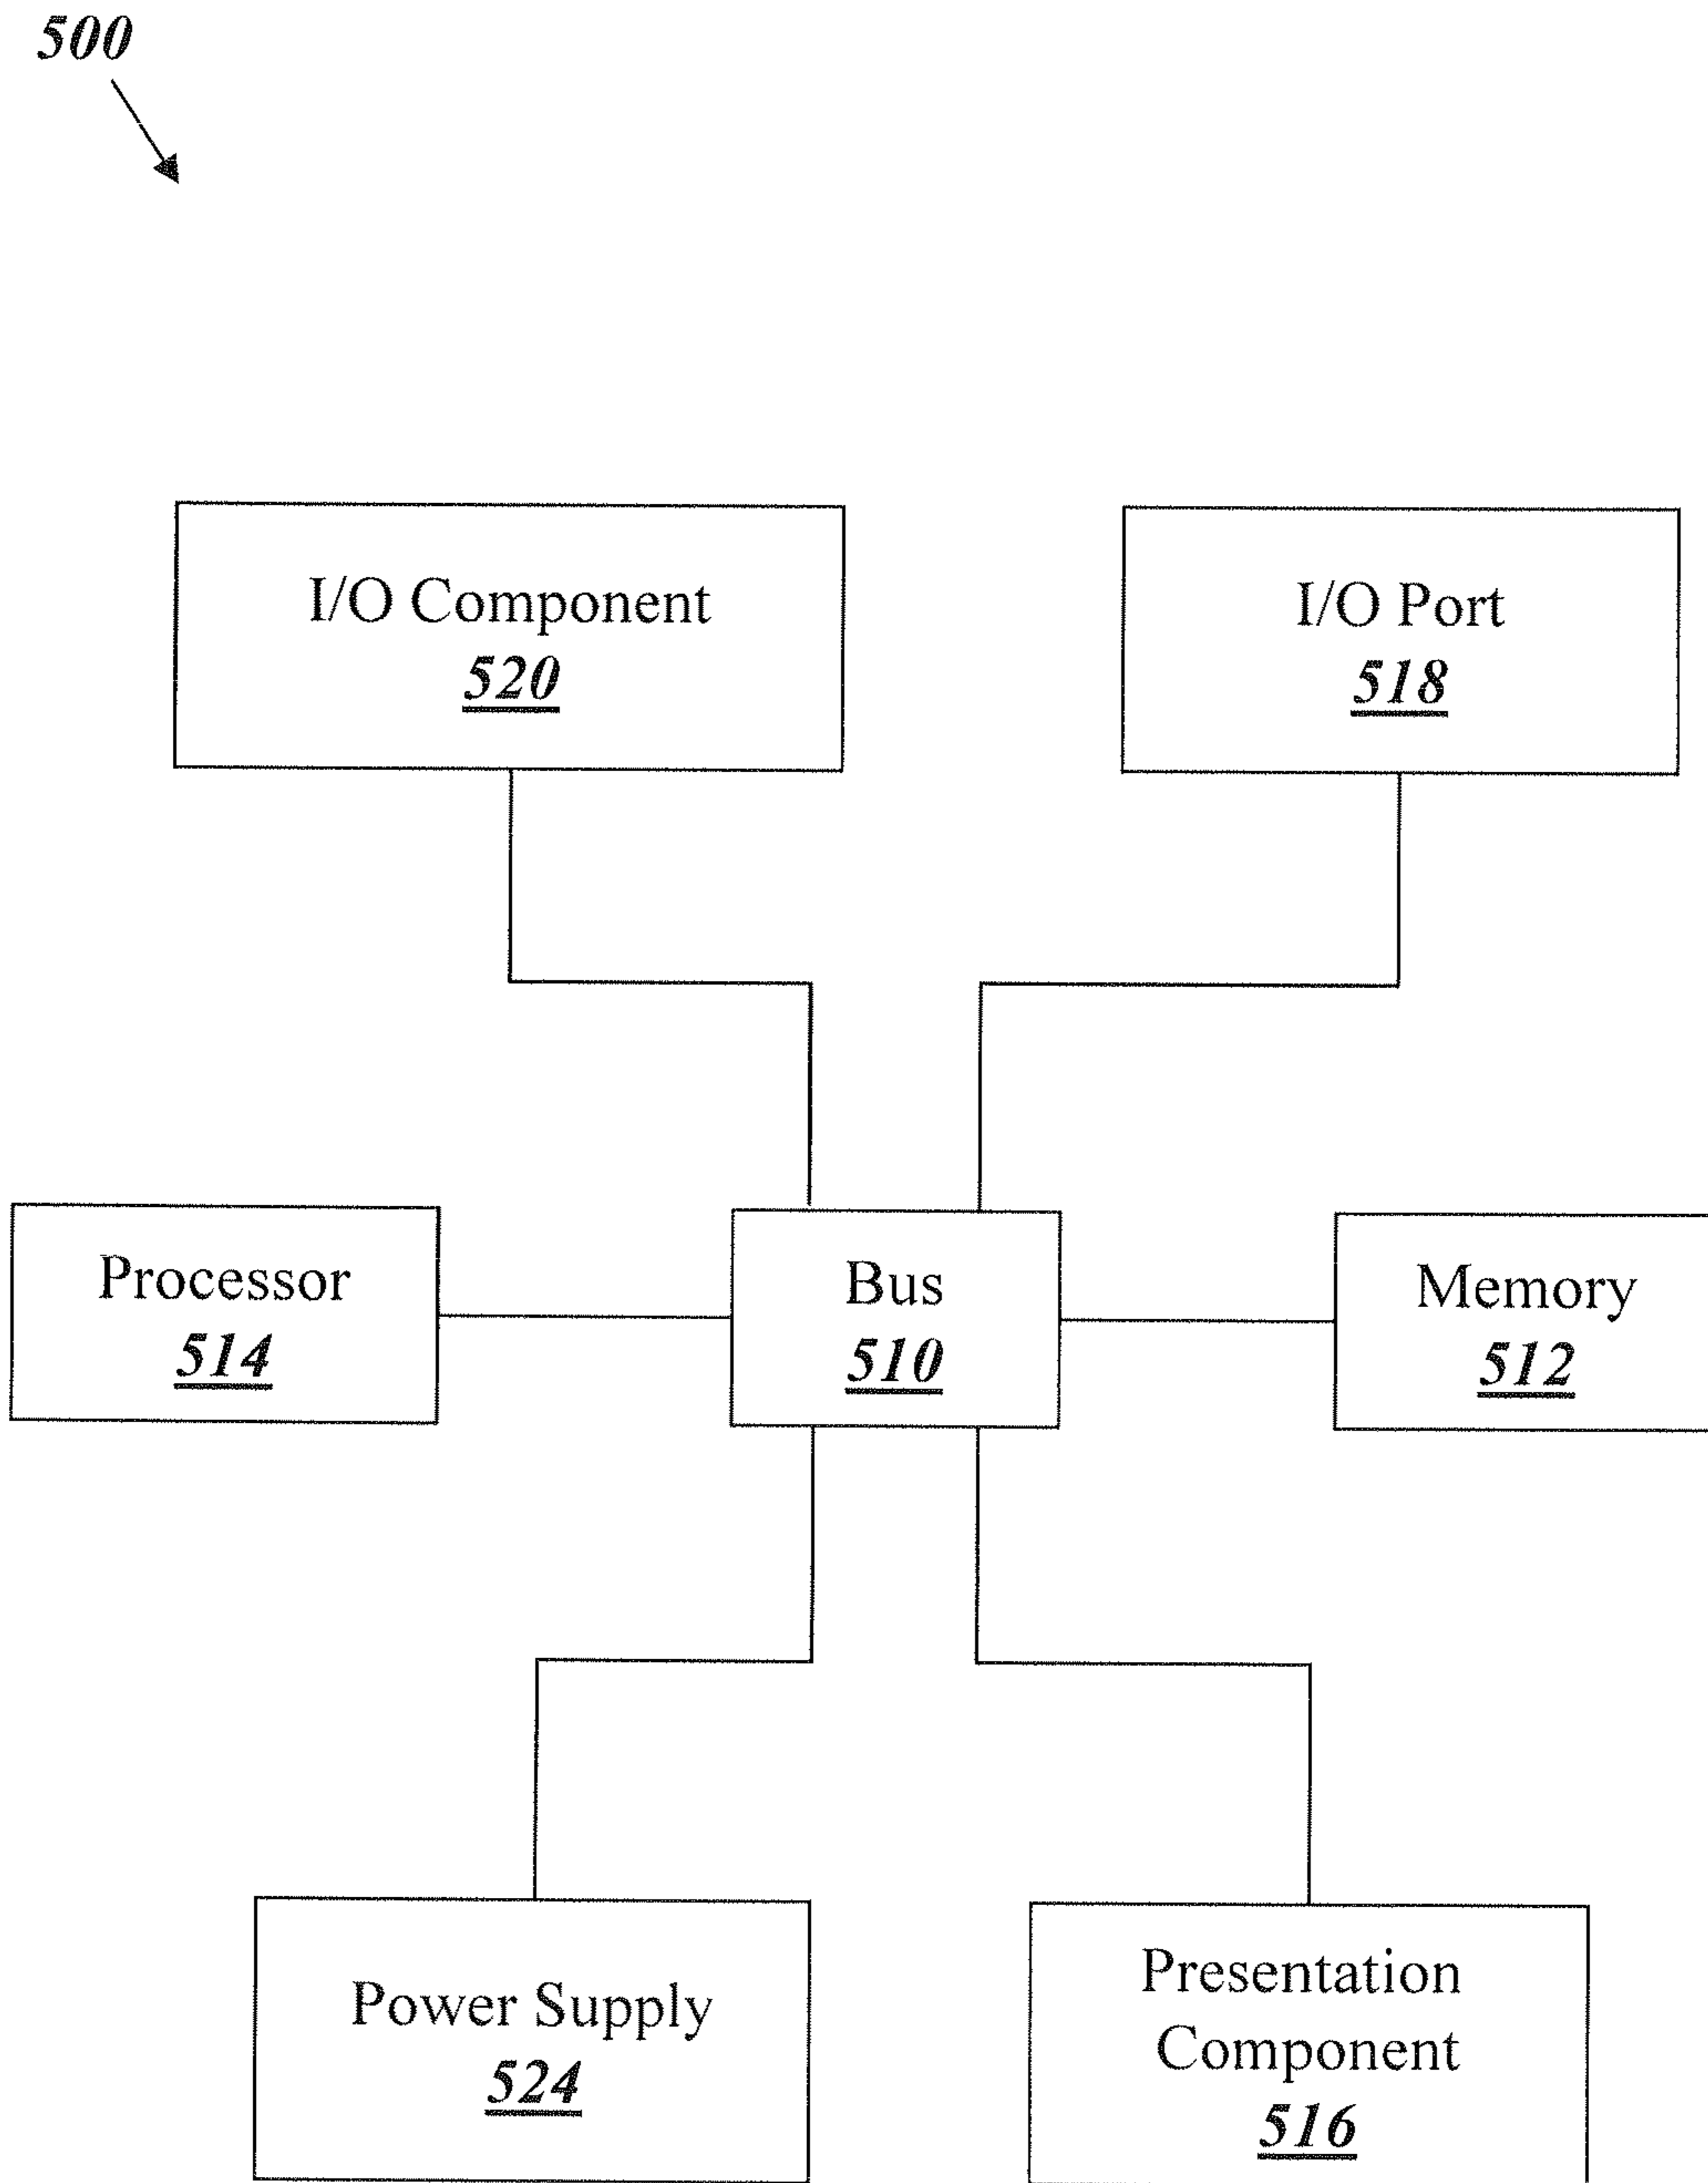 500
I/O Component
520
I/O Port
518
Processor
514
Bus
510
Memory
512
Power Supply
524
Presentation
Component
516